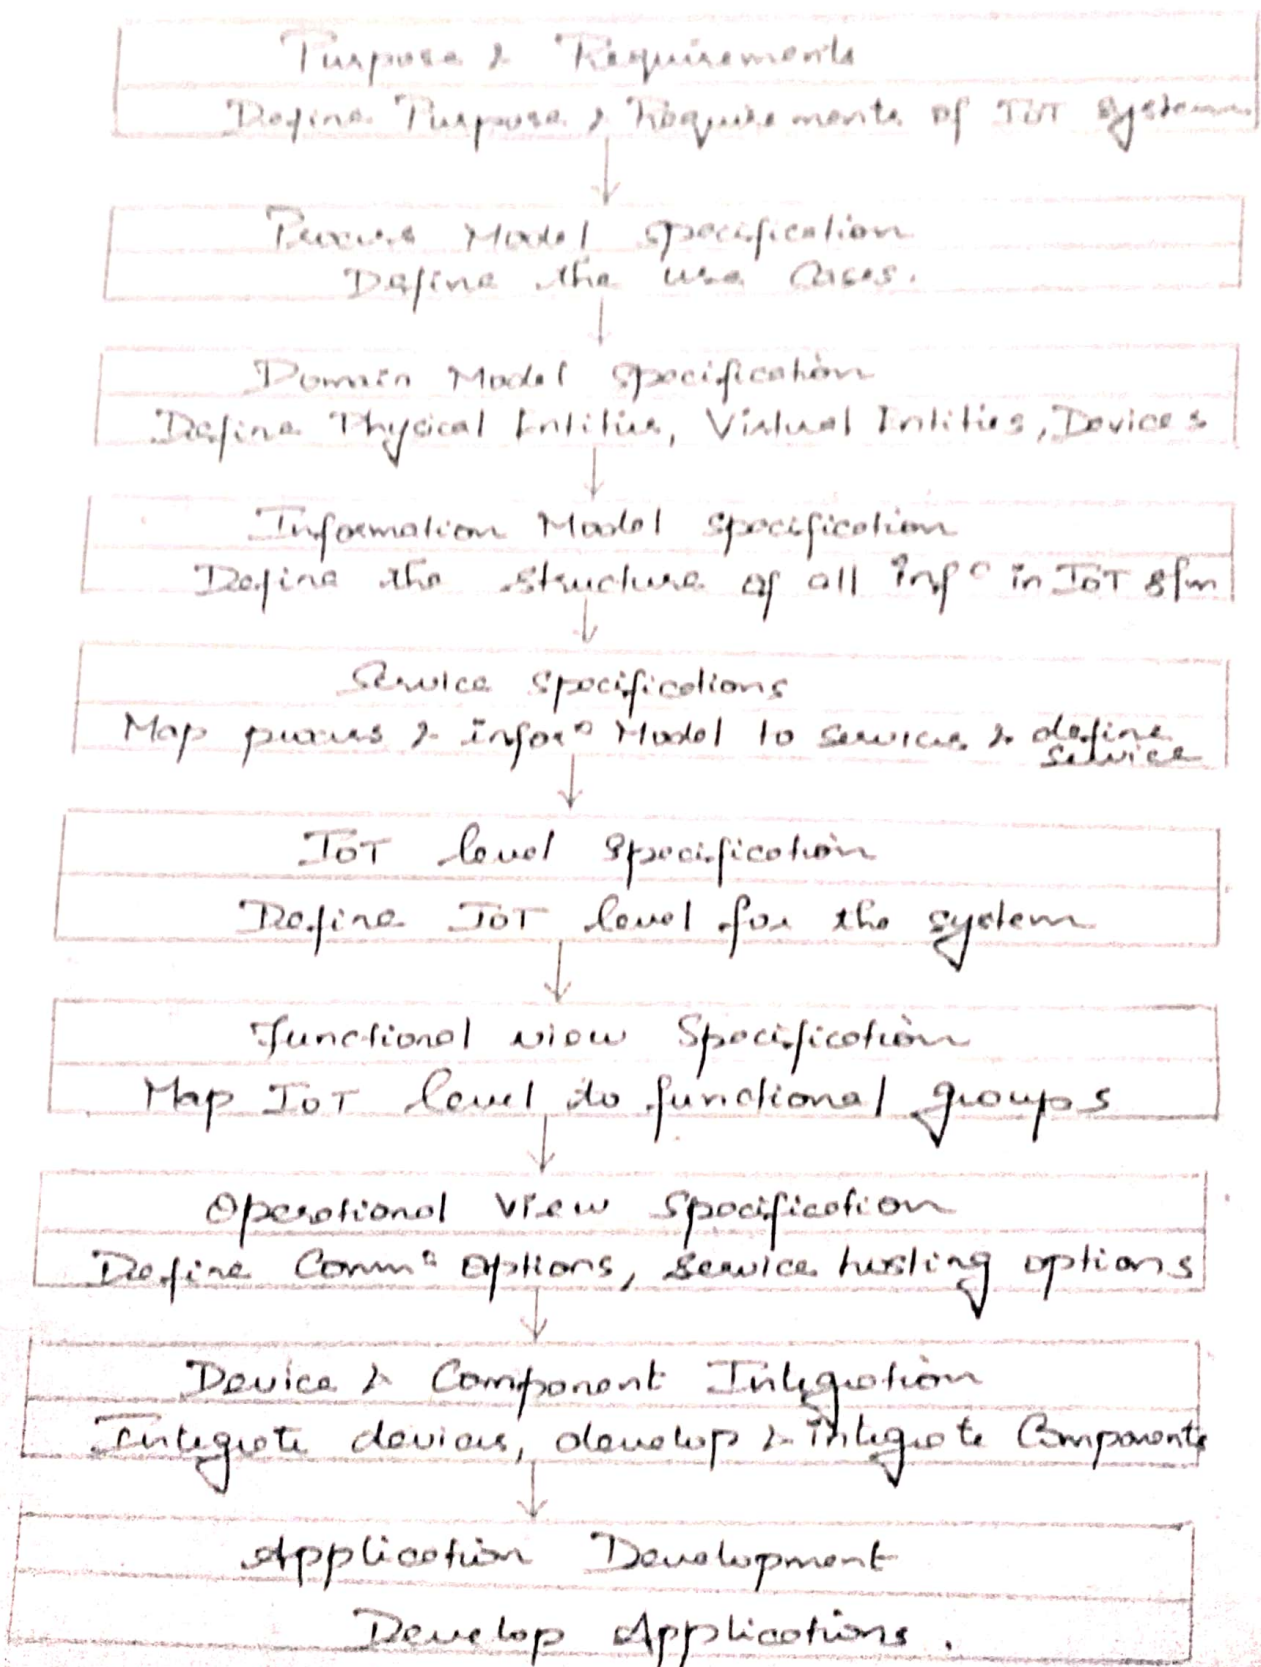 Purpose & Requirements
Define Purpose & Requirements of IoT system
Process Model Specification
Define the use cases.
Domain Model Specification
Define Physical Entities, Virtual Entities, Devices
Information Model Specification
Define the structure of all infº in IoT s/m
Service Specifications
Map process & inforº Model to services & define
service
IoT level Specification
Define IoT level for the system
Functional view Specification
Map IoT level to functional groups
Operational View Specification
Define Commⁿ options, service hosting options
Device & Component Integration
Integrate devices, develop & integrate Components
Application Development
Develop Applications.